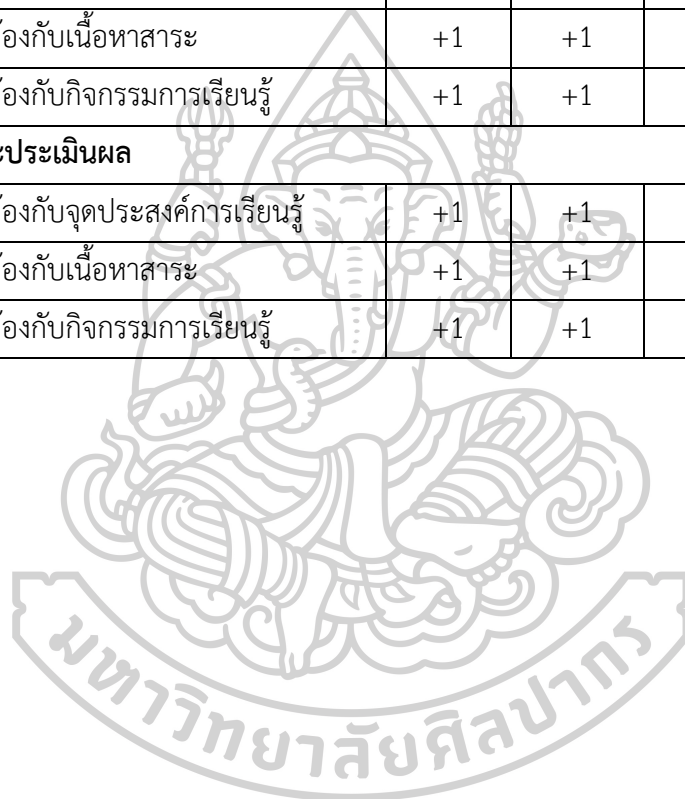 ้องกับเนื้อหาสาระ +1 +1
้องกับกิจกรรมการเรียนรู้ +1 +1
ะประเมินผล
้องกับจุดประสงค์การเรียนรู้ +1 +1
้องกับเนื้อหาสาระ +1 +1
้องกับกิจกรรมการเรียนรู้ +1 +1
มหาวิทยาลัยศิลปากร